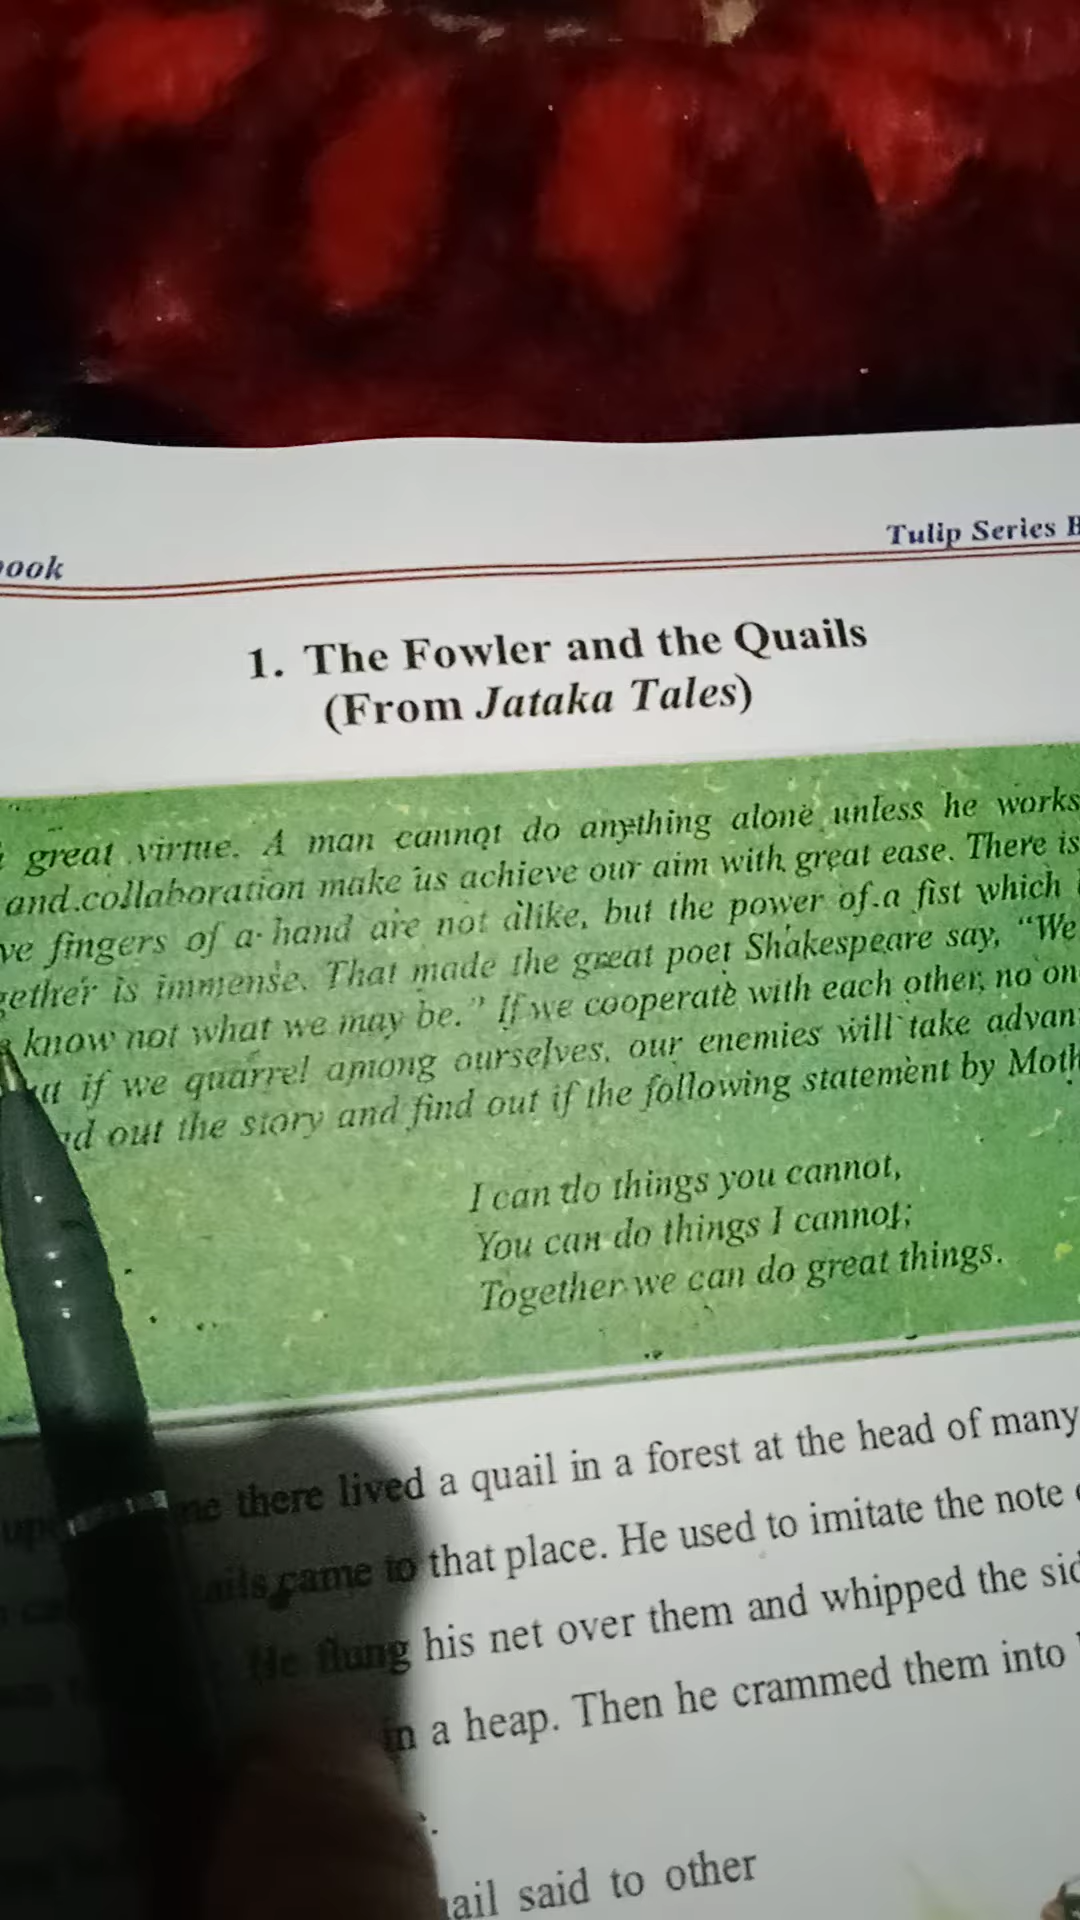 Tulip Series
ook
1. The Fowler and the Quails
(From Jataka Tales)
great virtue. A man cannot do anything alone unless he works
and collaboration make us achieve our aim with great ease. There is
ve fingers of a hand are not alike, but the power of a fist which
gether is immense. That made the great poet Shakespeare say, "We
know not what we may be." If we cooperate with each other, no on
ut if we quarrel among ourselves, our enemies will take advan
ad out the story and find out if the following statement by Moth
I can do things you cannot,
You can do things I cannot;
Together we can do great things.
up me there lived a quail in a forest at the head of many
ails came to that place. He used to imitate the note
He flung his net over them and whipped the sid
in a heap. Then he crammed them into
ail said to other